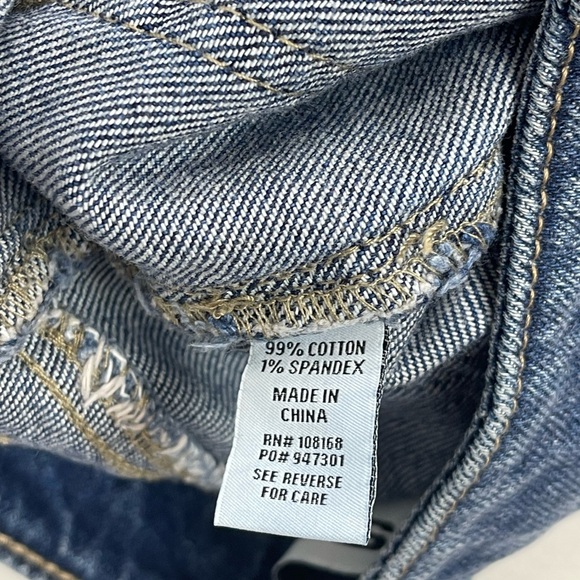 99% COTTON
1% SPANDEX
MADE IN
CHINA
RN# 108168
PO# 947301
SEE REVERSE
FOR CARE